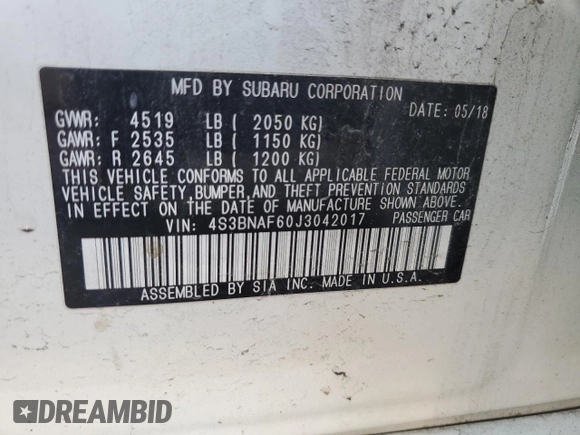 MFD BY SUBARU CORPORATION
DATE: 05/18
GVWR: 4519 LB ( 2050 KG)
GAWR: F 2535 LB ( 1150 KG)
GAWR: R 2645 LB ( 1200 KG)
THIS VEHICLE CONFORMS TO ALL APPLICABLE FEDERAL MOTOR
VEHICLE SAFETY, BUMPER, AND THEFT PREVENTION STANDARDS
IN EFFECT ON THE DATE OF MANUFACTURE SHOWN ABOVE.
VIN: 4S3BNAF60J3042017 PASSENGER CAR
ASSEMBLED BY SIA INC. MADE IN U.S.A.
DREAMBID